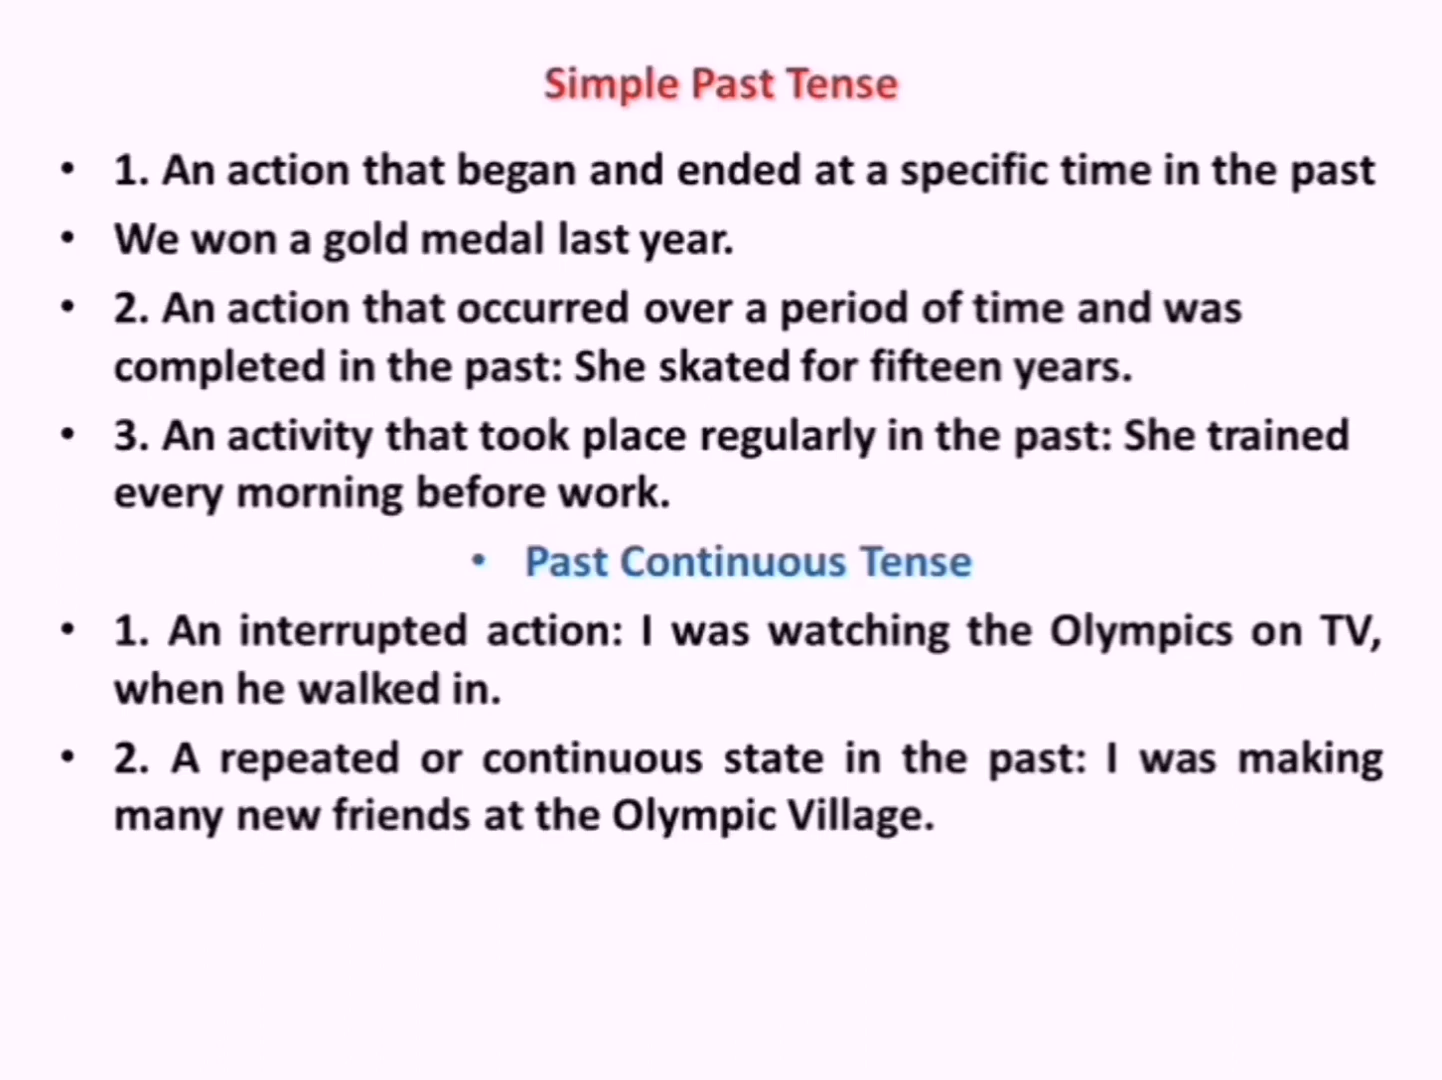 Simple Past Tense
• 1. An action that began and ended at a specific time in the past
• We won a gold medal last year.
• 2. An action that occurred over a period of time and was
completed in the past: She skated for fifteen years.
• 3. An activity that took place regularly in the past: She trained
every morning before work.
• Past Continuous Tense
• 1. An interrupted action: I was watching the Olympics on TV,
when he walked in.
• 2. A repeated or continuous state in the past: I was making
many new friends at the Olympic Village.